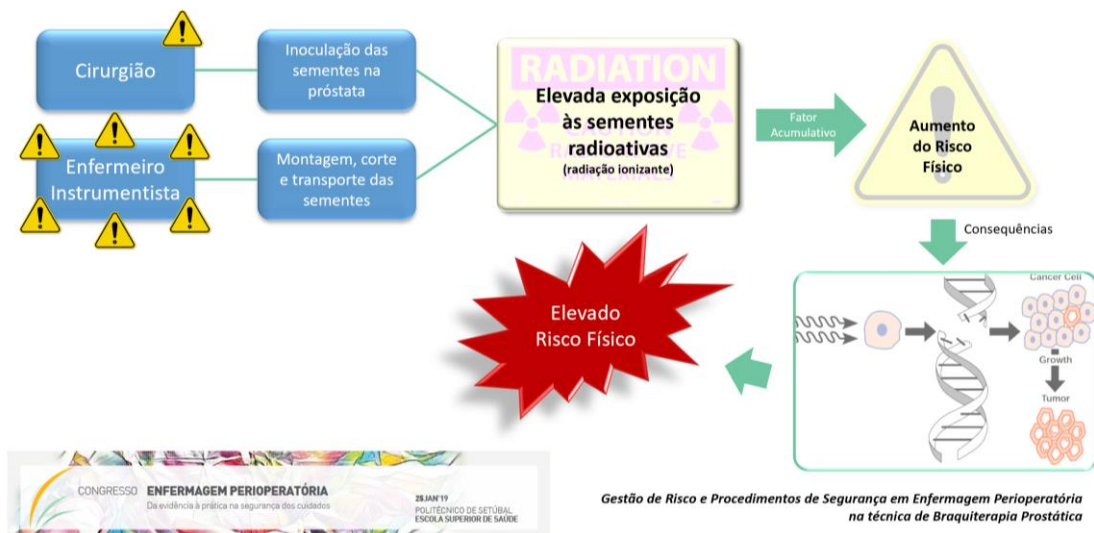 Cirurgião
Inoculação das
sementes na
próstata
Enfermeiro
Instrumentista
Montagem, corte
e transporte das
sementes
RADIATION
Elevada exposição
às sementes
radioativas
(radiação ionizante)
CAUTION
Fator
Acumulativo
Aumento
do Risco
Físico
Consequências
Cancer Cell
Growth
Tumor
Elevado
Risco Físico
CONGRESSO ENFERMAGEM PERIOPERATÓRIA
Da evidência à prática na segurança dos cuidados
25.JAN'19
POLITÉCNICO DE SETÚBAL
ESCOLA SUPERIOR DE SAÚDE
Gestão de Risco e Procedimentos de Segurança em Enfermagem Perioperatória
na técnica de Braquiterapia Prostática